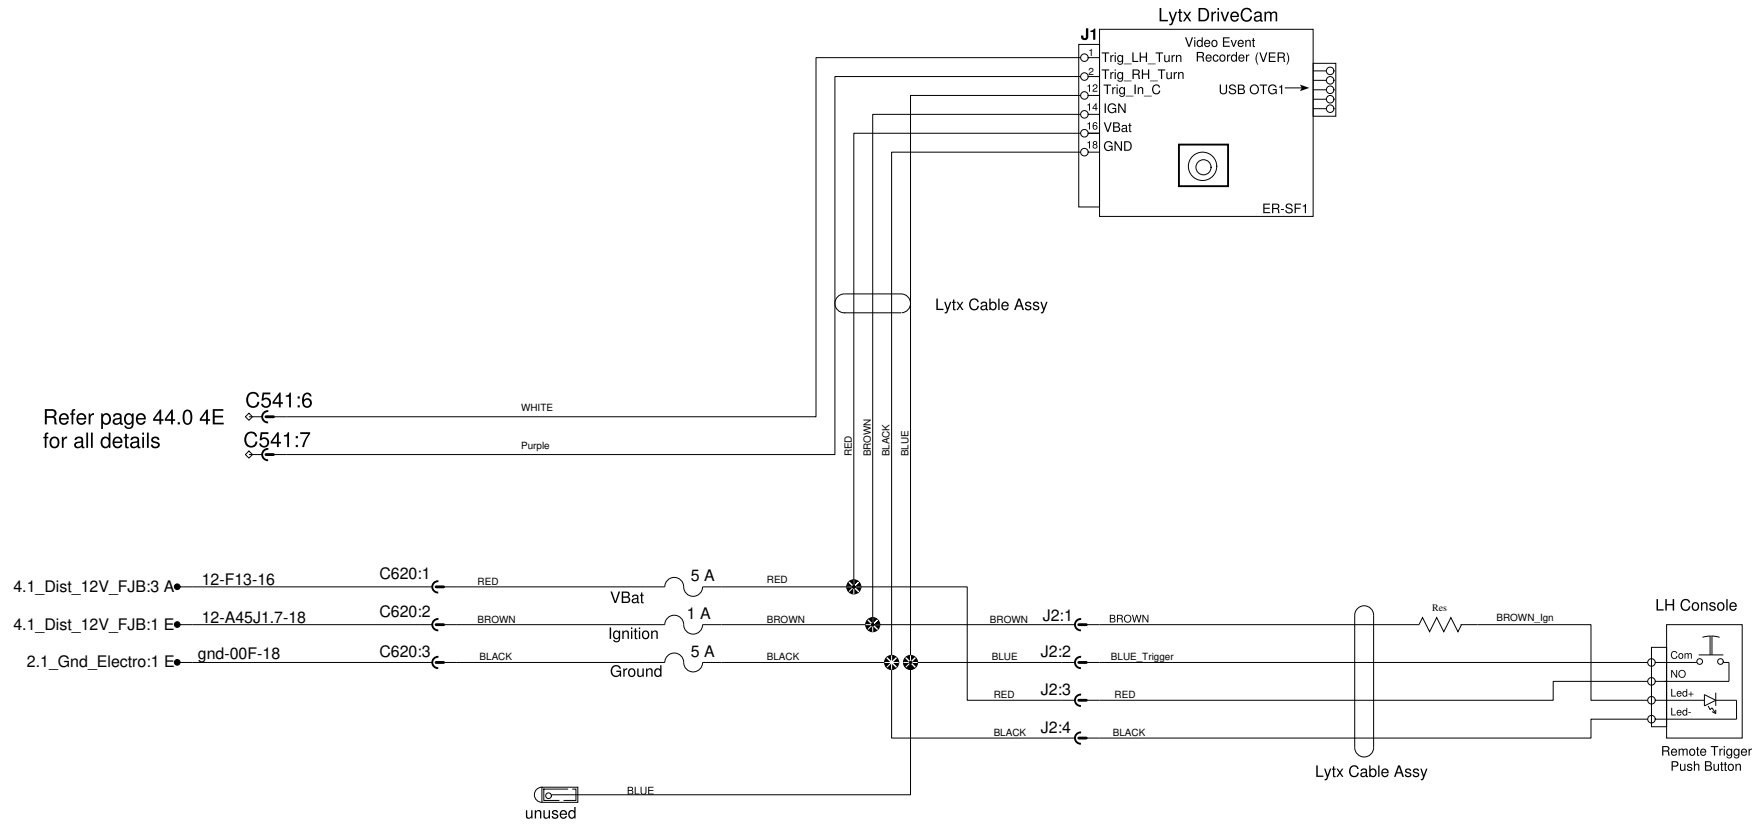 Lytx DriveCam
J1
Video Event
Recorder (VER)
1
Trig_LH_Turn
2
Trig_RH_Turn
12
Trig_In_C
14
IGN
16
VBat
18
GND
USB OTG1
ER-SF1
Lytx Cable Assy
Refer page 44.0 4E
for all details
C541:6
WHITE
C541:7
Purple
RED
BROWN
BLACK
BLUE
4.1_Dist_12V_FJB:3 A
12-F13-16
C620:1
RED
5 A
VBat
RED
4.1_Dist_12V_FJB:1 E
12-A45J1.7-18
C620:2
BROWN
1 A
Ignition
BROWN
BROWN
J2:1
BROWN
Res
BROWN_Ign
2.1_Gnd_Electro:1 E
gnd-00F-18
C620:3
BLACK
5 A
Ground
BLACK
BLUE
J2:2
BLUE_Trigger
RED
J2:3
RED
BLACK
J2:4
BLACK
Lytx Cable Assy
LH Console
Com
NO
Led+
Led-
Remote Trigger
Push Button
BLUE
unused